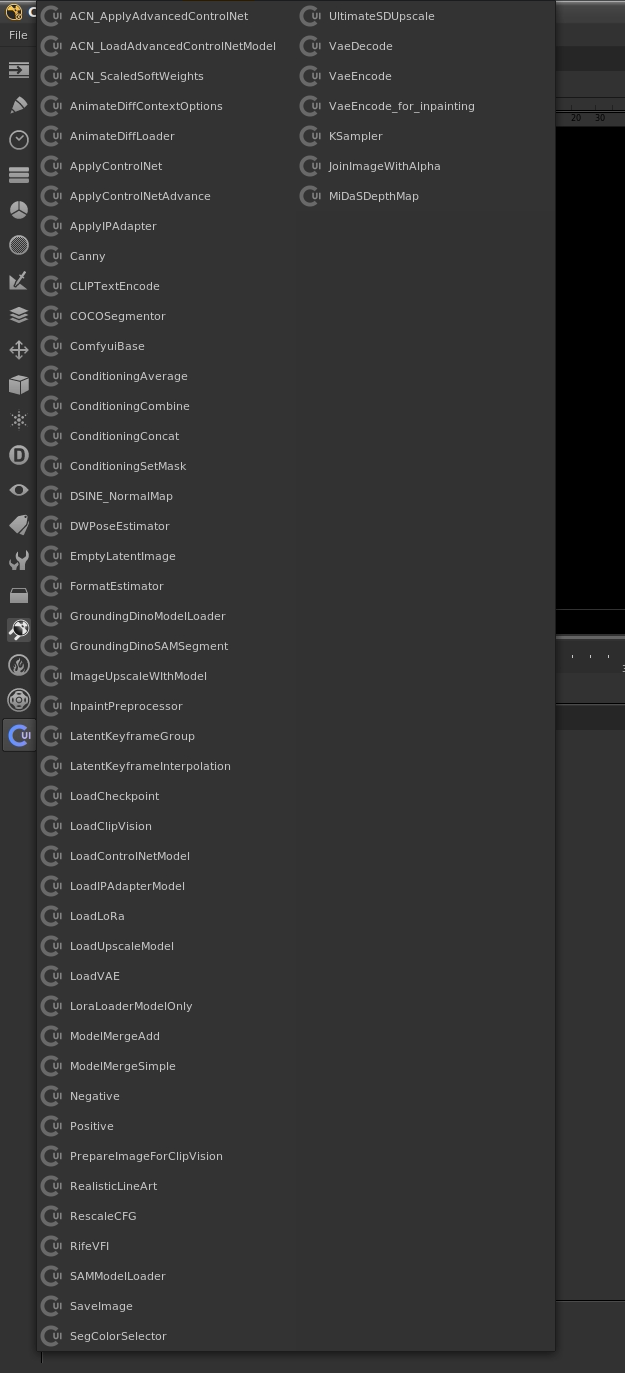 C
File
ACN_ApplyAdvancedControlNet
ACN_LoadAdvancedControlNetModel
ACN_ScaledSoftWeights
AnimateDiffContextOptions
AnimateDiffLoader
ApplyControlNet
ApplyControlNetAdvance
ApplyIPAdapter
Canny
CLIPTextEncode
COCOSegmentor
ComfyuiBase
ConditioningAverage
ConditioningCombine
ConditioningConcat
ConditioningSetMask
DSINE_NormalMap
DWPoseEstimator
EmptyLatentImage
FormatEstimator
GroundingDinoModelLoader
GroundingDinoSAMSegment
ImageUpscaleWIthModel
InpaintPreprocessor
LatentKeyframeGroup
LatentKeyframeInterpolation
LoadCheckpoint
LoadClipVision
LoadControlNetModel
LoadIPAdapterModel
LoadLoRa
LoadUpscaleModel
LoadVAE
LoraLoaderModelOnly
ModelMergeAdd
ModelMergeSimple
Negative
Positive
PrepareImageForClipVision
RealisticLineArt
RescaleCFG
RifeVFI
SAMModelLoader
SaveImage
SegColorSelector
UltimateSDUpscale
VaeDecode
VaeEncode
VaeEncode_for_inpainting
KSampler
JoinImageWithAlpha
MiDaSDepthMap
20 30